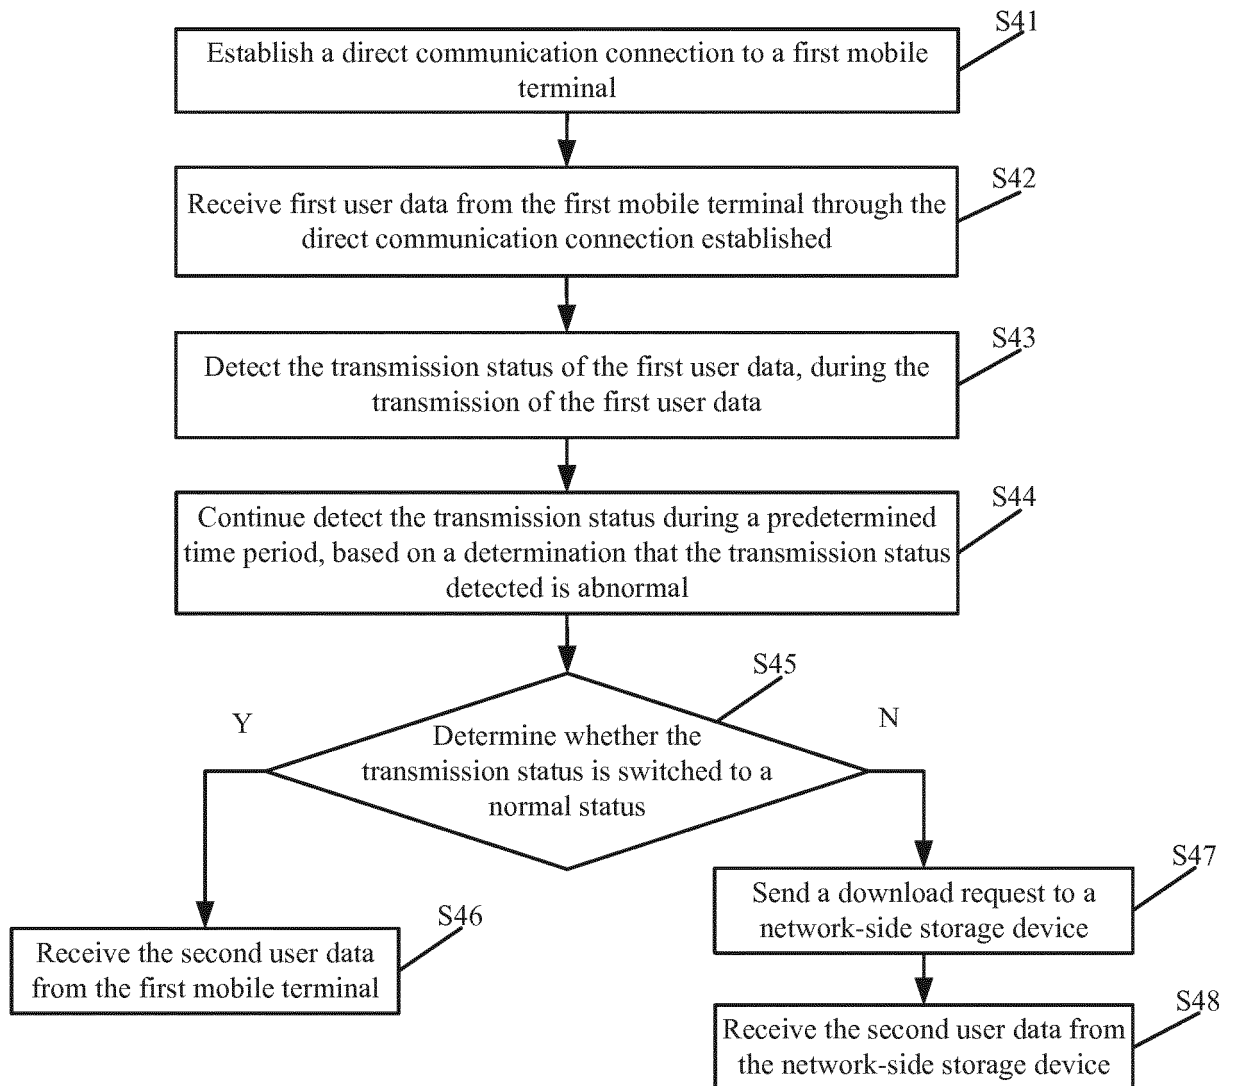 S41
Establish a direct communication connection to a first mobile
terminal
S42
Receive first user data from the first mobile terminal through the
direct communication connection established
S43
Detect the transmission status of the first user data, during the
transmission of the first user data
S44
Continue detect the transmission status during a predetermined
time period, based on a determination that the transmission status
detected is abnormal
S45
Y
N
Determine whether the
transmission status is switched to a
normal status
S46
Receive the second user data
from the first mobile terminal
S47
Send a download request to a
network-side storage device
S48
Receive the second user data from
the network-side storage device